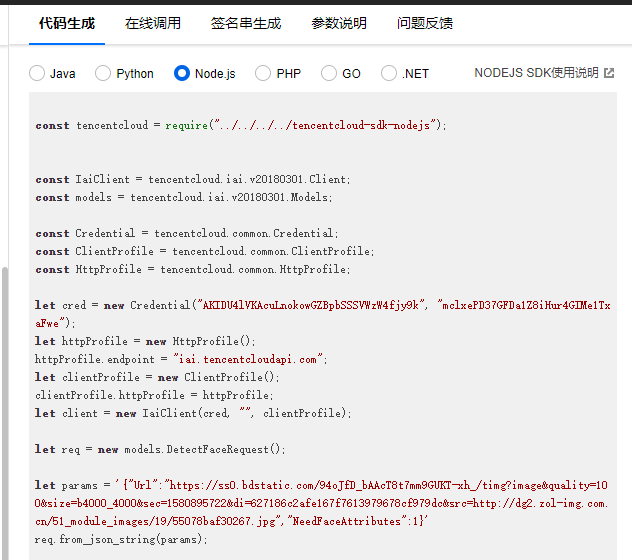 代码生成 在线调用 签名串生成 参数说明 问题反馈
Java Python Node.js PHP GO .NET NODEJS SDK使用说明
const tencentcloud = require("../../../../tencentcloud-sdk-nodejs");
const IaiClient = tencentcloud.iai.v20180301.Client;
const models = tencentcloud.iai.v20180301.Models;
const Credential = tencentcloud.common.Credential;
const ClientProfile = tencentcloud.common.ClientProfile;
const HttpProfile = tencentcloud.common.HttpProfile;
let cred = new Credential("AKIDU4lVKAcuLnokowGZBpbSSSVWzW4fjy9k", "mclxePD37GFDa1Z8iHur4GIMe1Tx
aFwe");
let httpProfile = new HttpProfile();
httpProfile.endpoint = "iai.tencentcloudapi.com";
let clientProfile = new ClientProfile();
clientProfile.httpProfile = httpProfile;
let client = new IaiClient(cred, "", clientProfile);
let req = new models.DetectFaceRequest();
let params = '{"Url":"https://ss0.bdstatic.com/94oJfD_bAAcT8t7mm9GUKT-xh_/timg?image&quality=10
0&size=b4000_4000&sec=1580895722&di=627186c2afe167f7613979678cf979dc&src=http://dg2.zol-img.com.
cn/51_module_images/19/55078baf30267.jpg","NeedFaceAttributes":1}'
req.from_json_string(params);